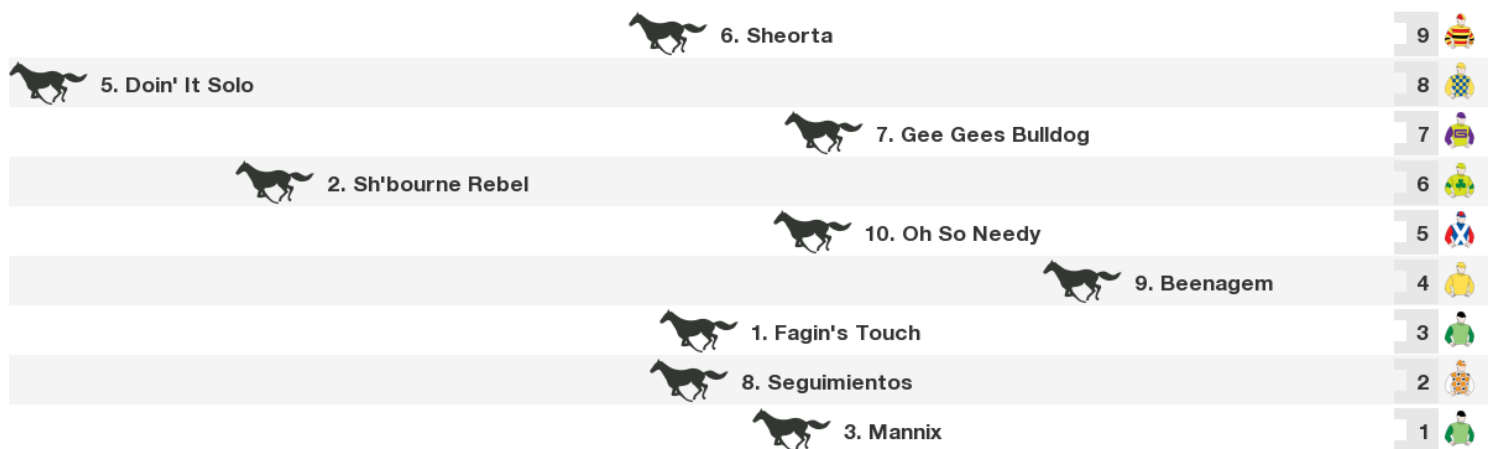 6. Sheorta 9
5. Doin' It Solo 8
7. Gee Gees Bulldog 7
2. Sh'bourne Rebel 6
10. Oh So Needy 5
9. Beenagem 4
1. Fagin's Touch 3
8. Seguimientos 2
3. Mannix 1